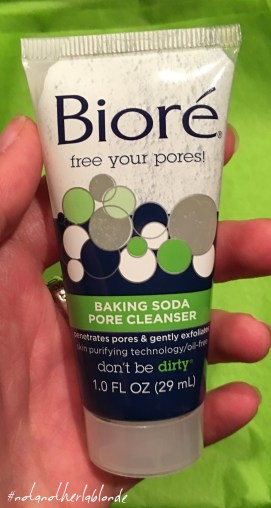 Bioré®
free your pores!
BAKING SODA
PORE CLEANSER
penetrates pores & gently exfoliates
skin purifying technology/oil-free
don't be dirty®
1.0 FL OZ (29 mL)
#notanotherlablonde